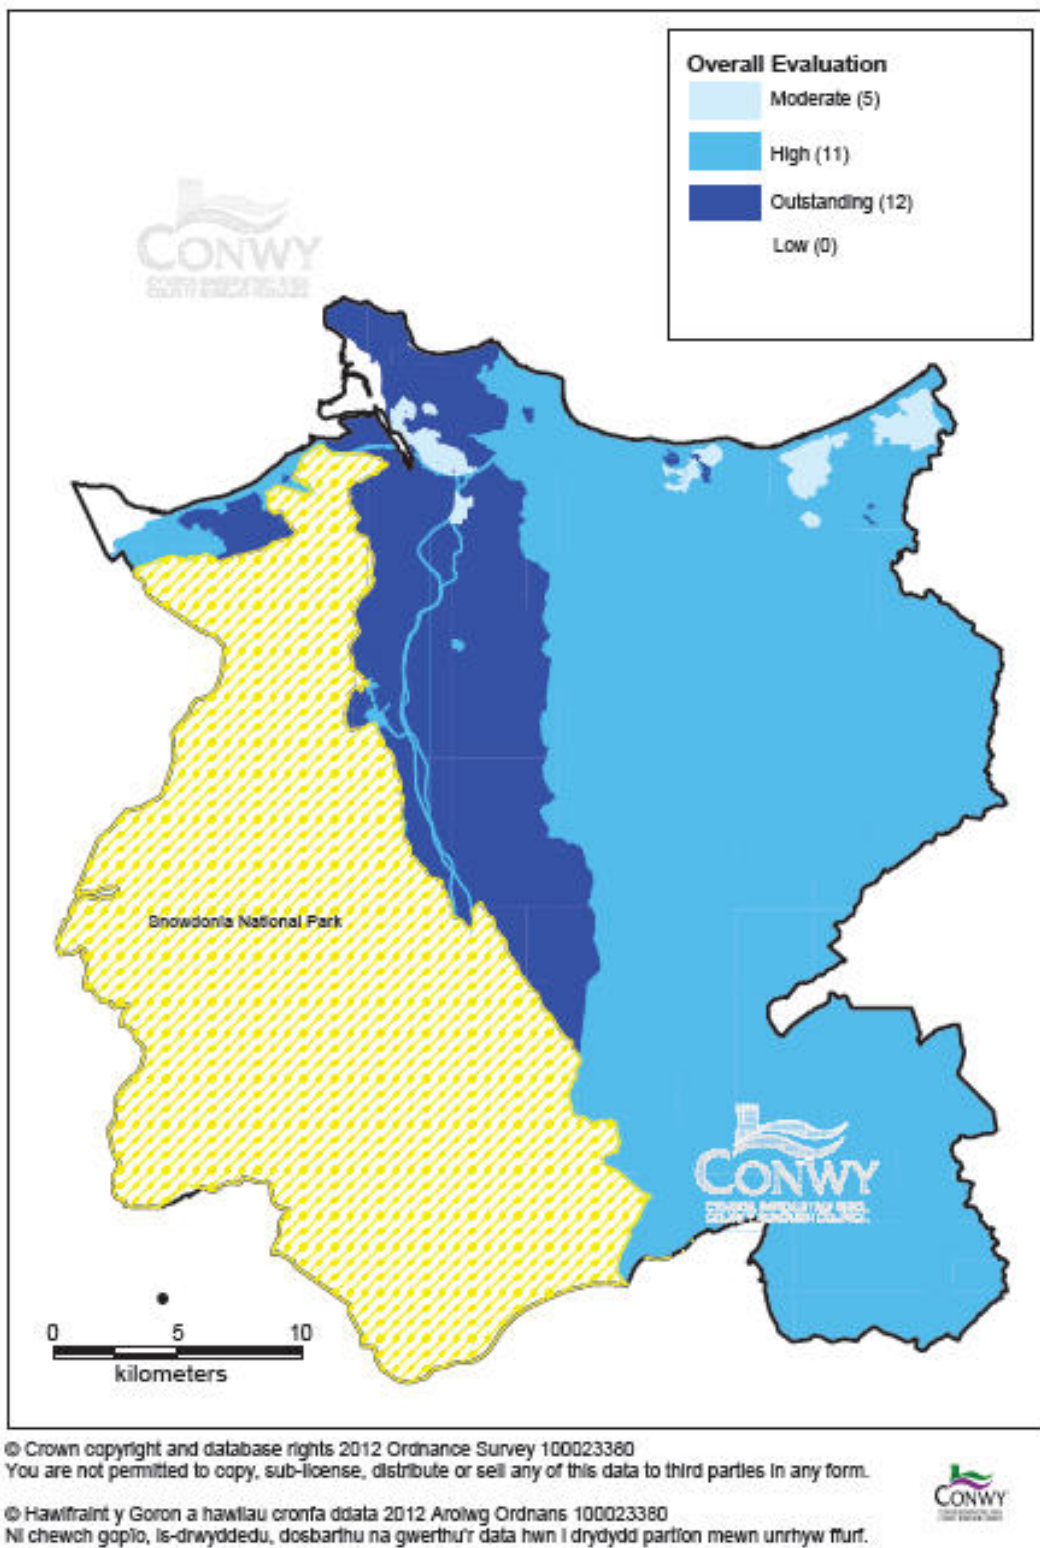 Overall Evaluation
Moderate (5)
High (11)
Outstanding (12)
Low (0)
CONWY
Snowdonia National Park
CONWY
0 5 10
kilometers
© Crown copyright and database rights 2012 Ordnance Survey 100023380
You are not permitted to copy, sub-license, distribute or sell any of this data to third parties in any form.
© Hawlfraint y Goron a hawliau cronfa ddata 2012 Arolwg Ordnans 100023380
Ni chewch gopïo, is-drwyddedu, dosbarthu na gwerthu'r data hwn i drydydd partïon mewn unrhyw ffurf.
CONWY